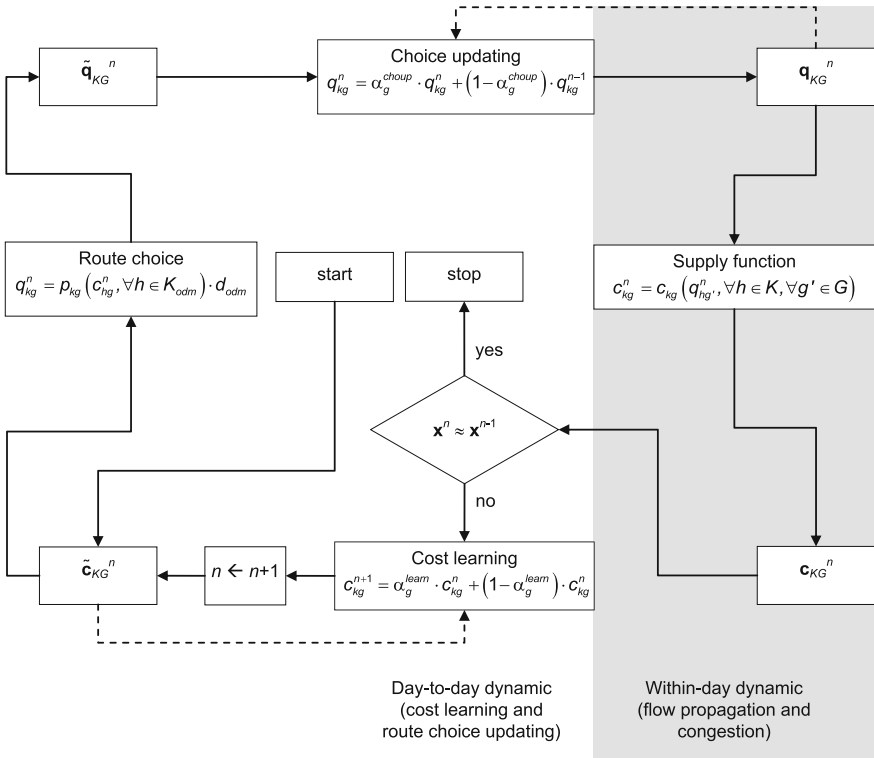 q̃_KG^n
Choice updating
q_kg^n = α_g^choup · q_kg^n + (1 − α_g^choup) · q_kg^{n−1}
q_KG^n
Route choice
q_kg^n = p_kg(c_hg^n, ∀h ∈ K_odm) · d_odm
start
stop
Supply function
c_kg^n = c_kg(q_hg'^n, ∀h ∈ K, ∀g' ∈ G)
yes
x^n ≈ x^{n-1}
no
c̃_KG^n
n ← n+1
Cost learning
c_kg^{n+1} = α_g^learn · c_kg^n + (1 − α_g^learn) · c_kg^n
c_KG^n
Day-to-day dynamic
(cost learning and
route choice updating)
Within-day dynamic
(flow propagation and
congestion)